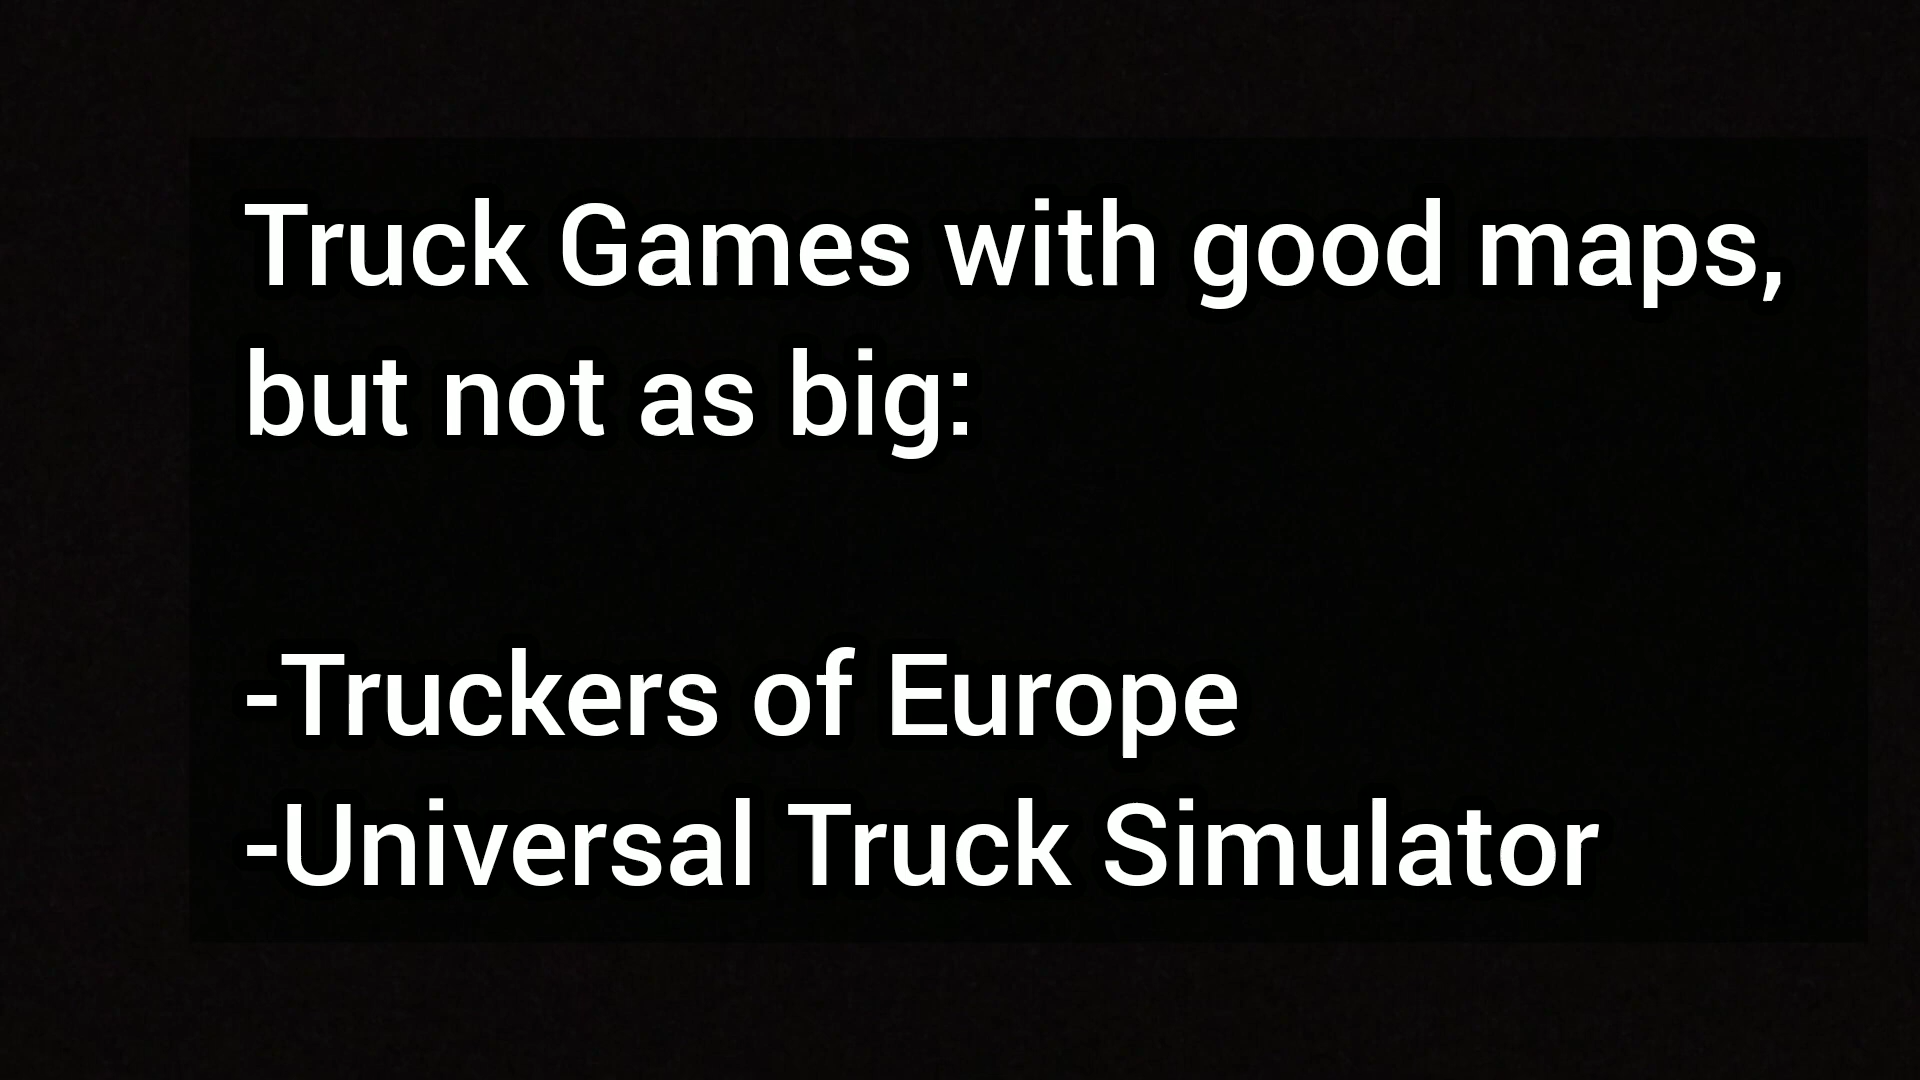 Truck Games with good maps,
but not as big:
-Truckers of Europe
-Universal Truck Simulator